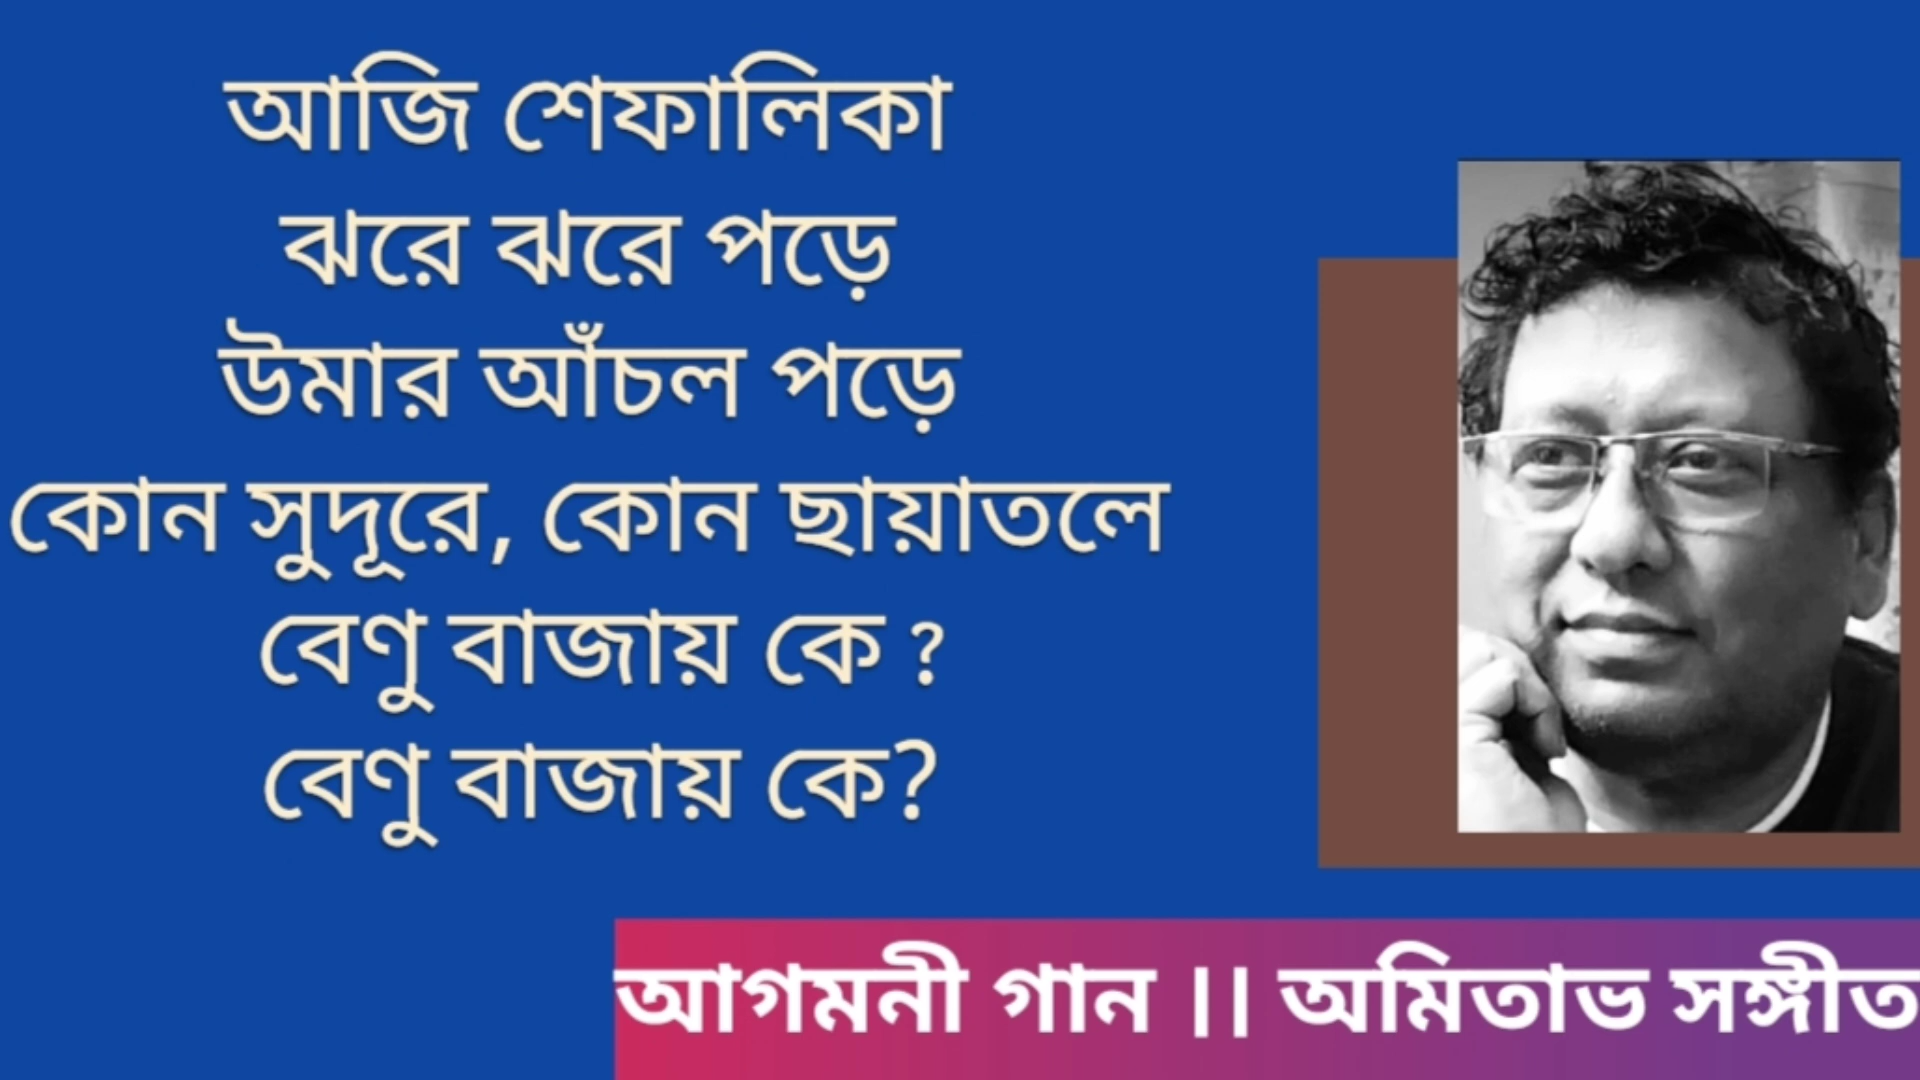 আজি শেফালিকা
ঝরে ঝরে পড়ে
উমার আঁচল পড়ে
কোন সুদূরে, কোন ছায়াতলে
বেণু বাজায় কে ?
বেণু বাজায় কে?
আগমনী গান || অমিতাভ সঙ্গীত